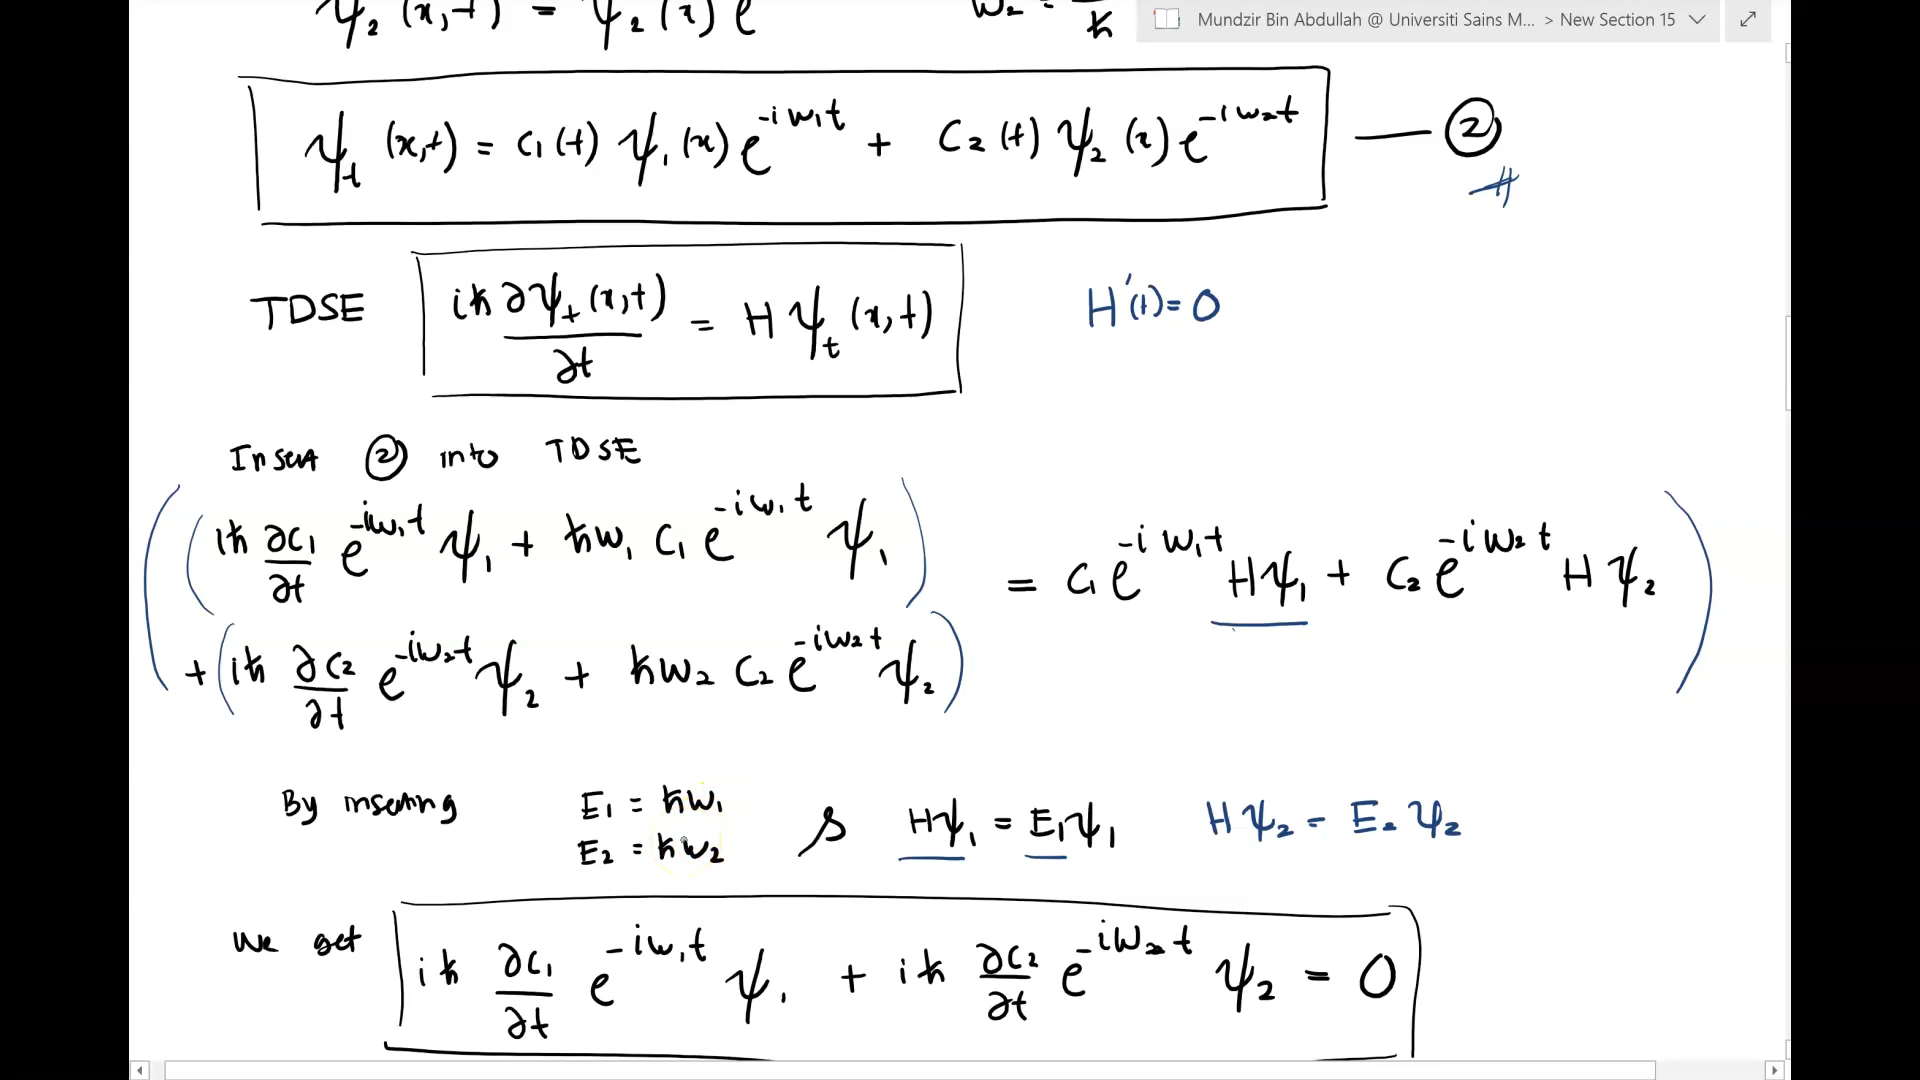 ψ₂(x,t) = ψ₂(x) e    ω₂ = ħ
Mundzir Bin Abdullah @ Universiti Sains M... > New Section 15
ψ_t (x,t) = c₁(t) ψ₁(x) e^{-iω₁t} + C₂(t) ψ₂(x) e^{-iω₂t} — ②
TDSE    iħ ∂ψ_t(x,t)/∂t = H ψ_t (x,t)    H'(t) = 0
Insert ② into TDSE
(iħ ∂c₁/∂t e^{-iω₁t} ψ₁ + ħω₁ c₁ e^{-iω₁t} ψ₁) = c₁ e^{-iω₁t} Hψ₁ + c₂ e^{-iω₂t} Hψ₂
+ (iħ ∂c₂/∂t e^{-iω₂t} ψ₂ + ħω₂ c₂ e^{-iω₂t} ψ₂)
By inserting    E₁ = ħω₁    &    Hψ₁ = E₁ψ₁    Hψ₂ = E₂ψ₂
E₂ = ħω₂
We get    iħ ∂c₁/∂t e^{-iω₁t} ψ₁ + iħ ∂c₂/∂t e^{-iω₂t} ψ₂ = 0